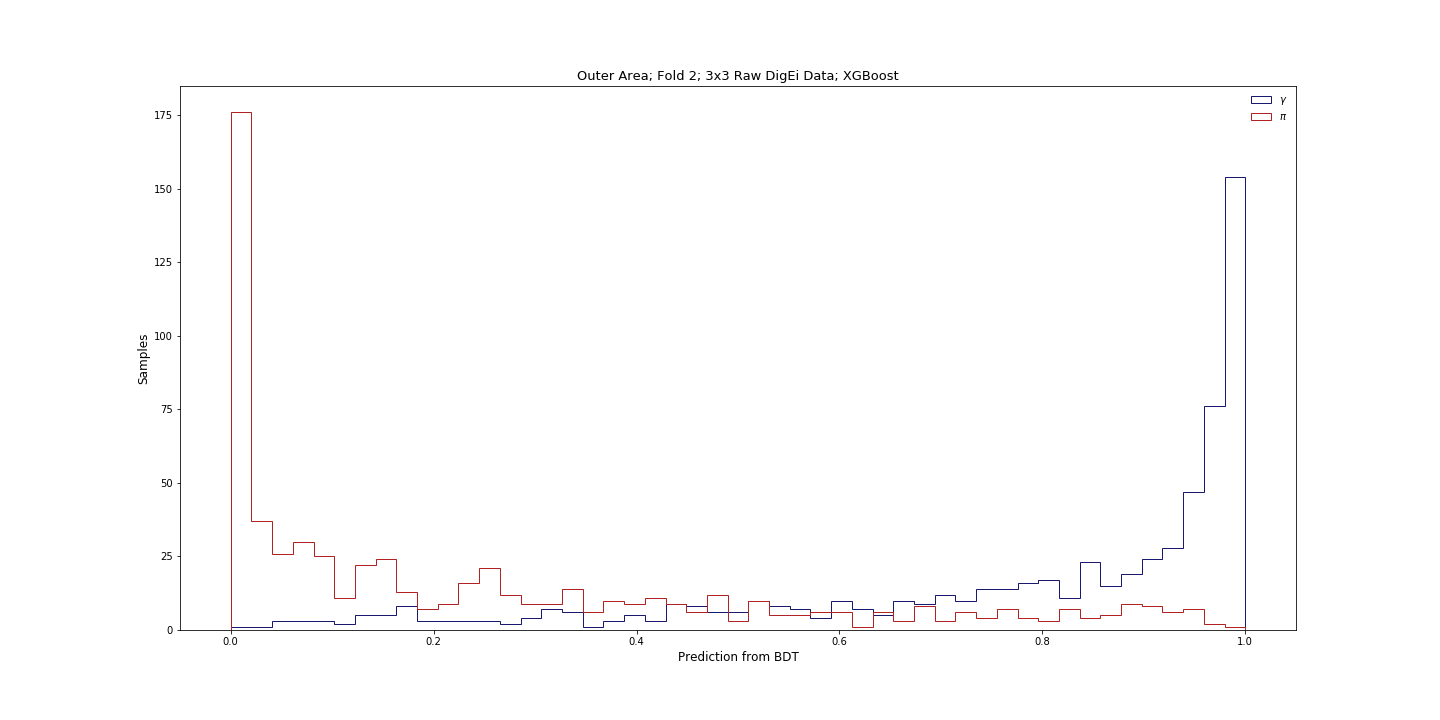 Outer Area; Fold 2; 3x3 Raw DigEi Data; XGBoost
γ
π
175
150
125
100
75
50
25
0
Samples
0.0 0.2 0.4 0.6 0.8 1.0
Prediction from BDT